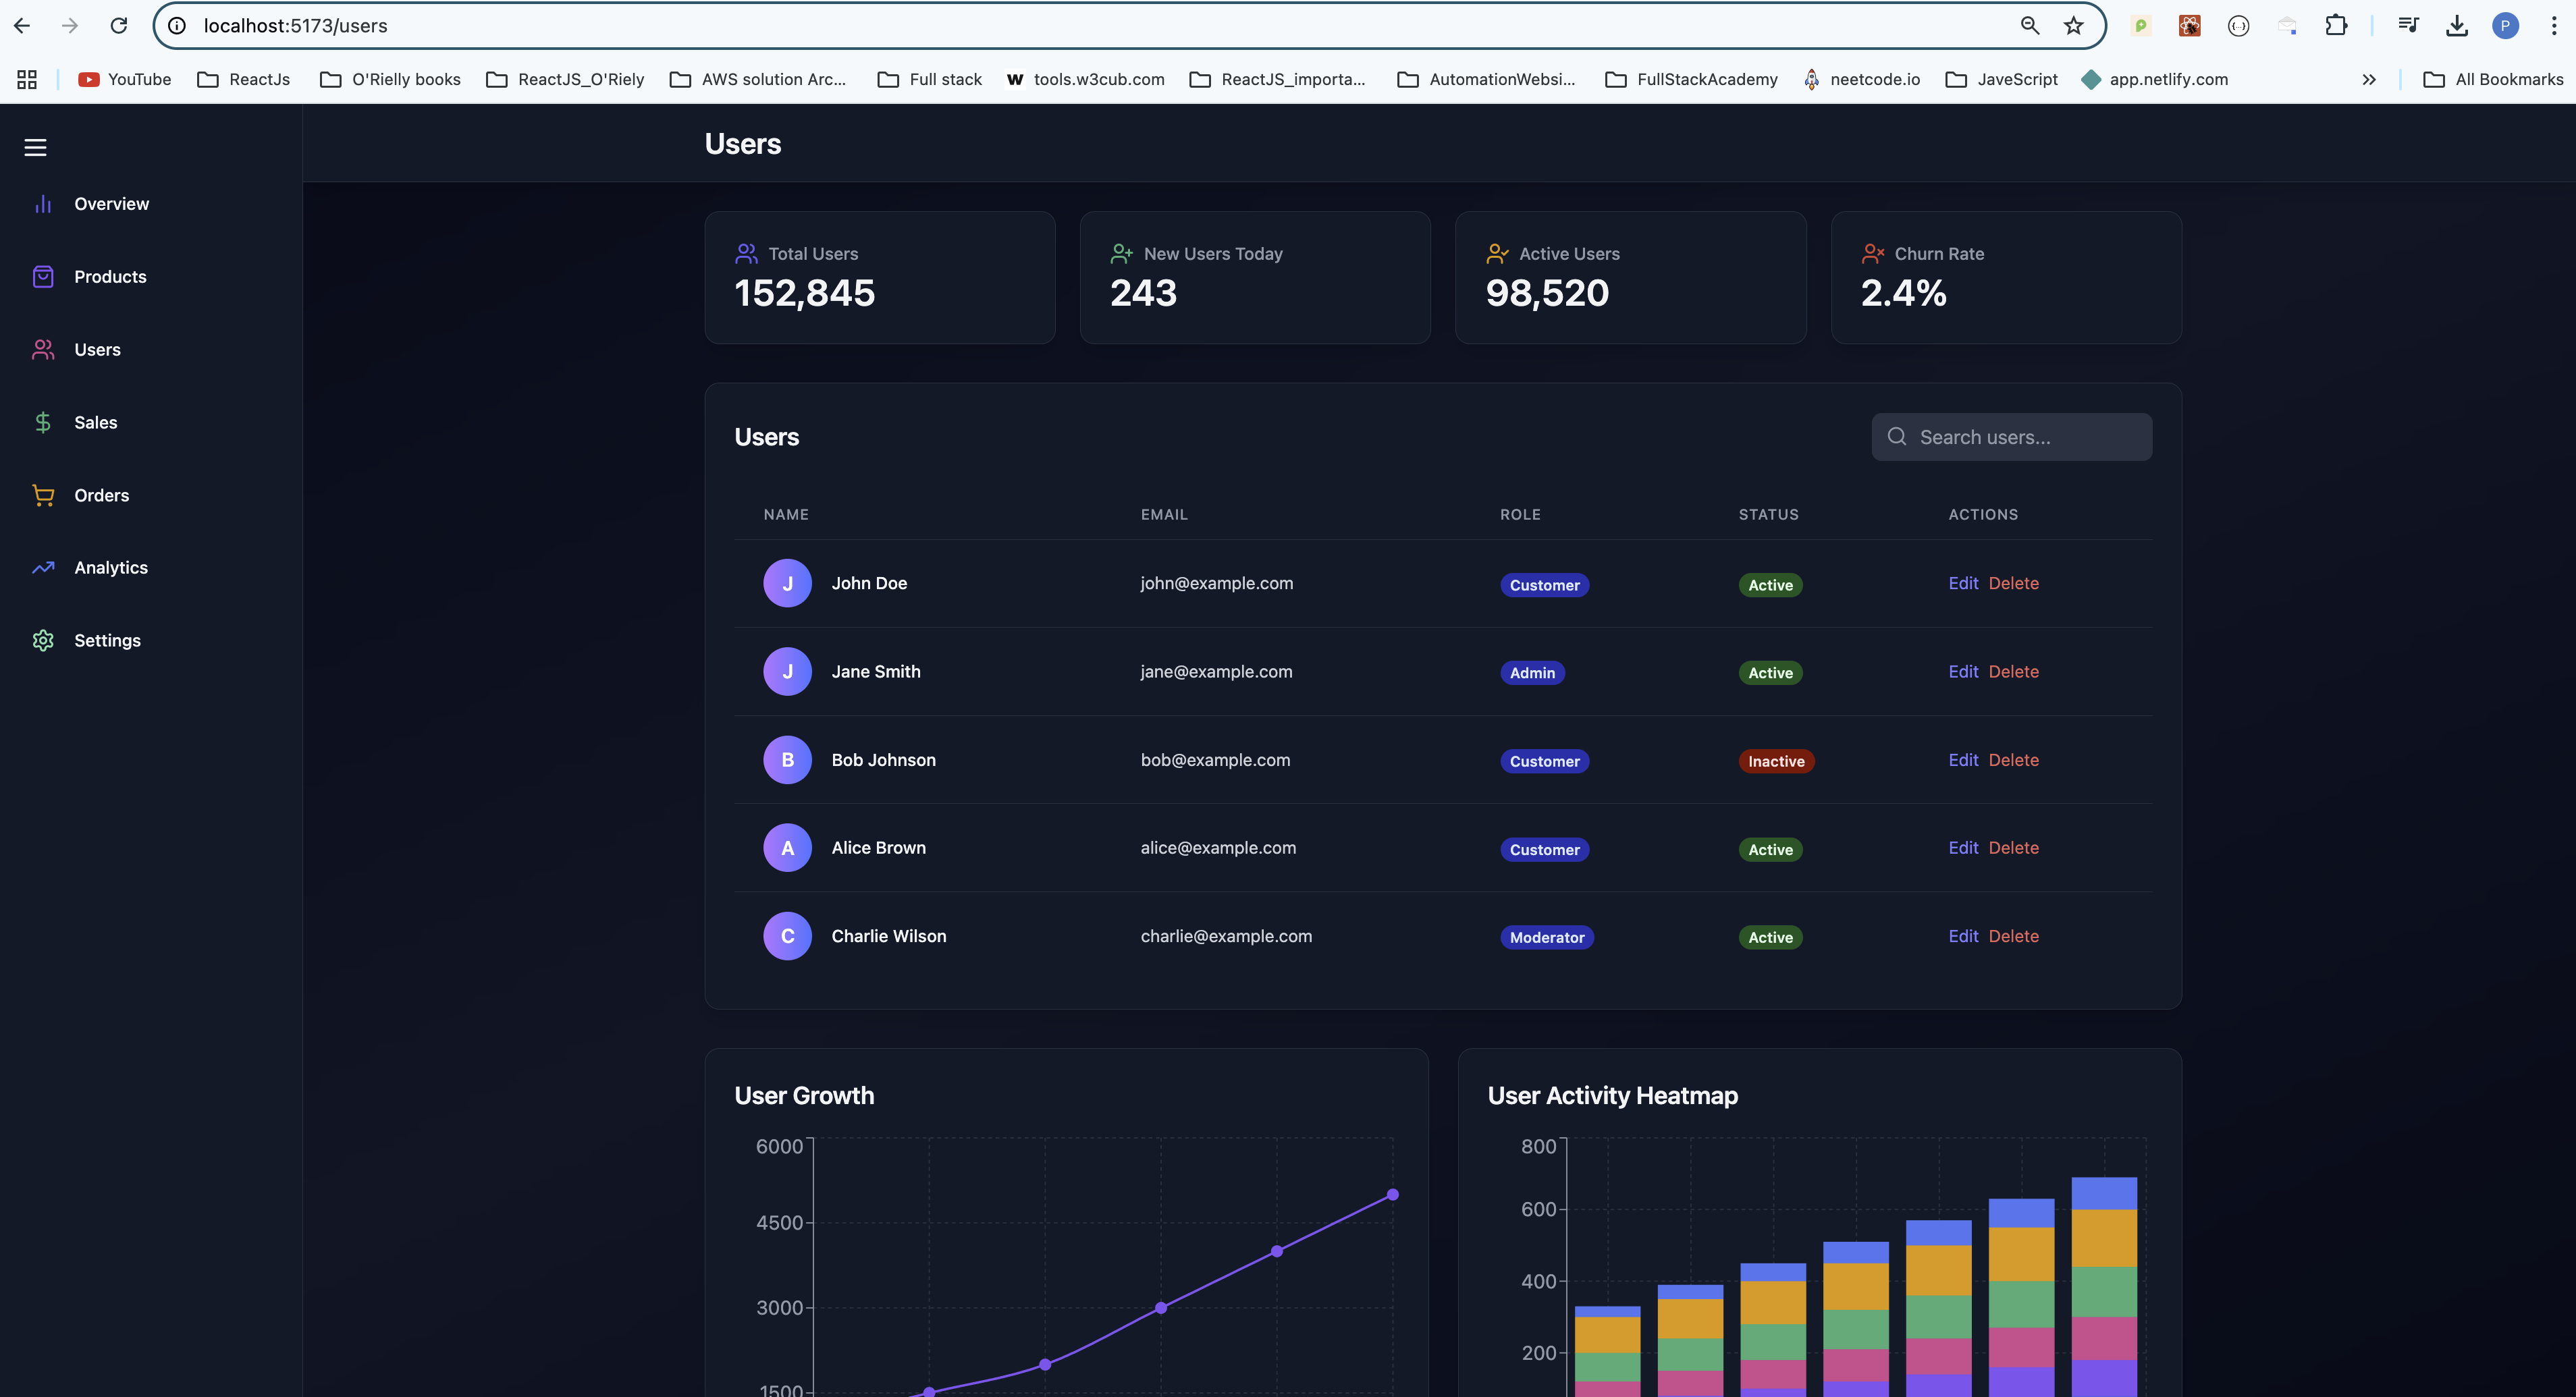 localhost:5173/users
P
YouTube ReactJs O'Rielly books ReactJS_O'Riely AWS solution Arc... Full stack W tools.w3cub.com ReactJS_importa... AutomationWebsi... FullStackAcademy neetcode.io JaveScript app.netlify.com All Bookmarks
Users
Overview
Products
Users
Sales
Orders
Analytics
Settings
Total Users
152,845
New Users Today
243
Active Users
98,520
Churn Rate
2.4%
Users
Search users...
NAME EMAIL ROLE STATUS ACTIONS
J John Doe john@example.com Customer Active Edit Delete
J Jane Smith jane@example.com Admin Active Edit Delete
B Bob Johnson bob@example.com Customer Inactive Edit Delete
A Alice Brown alice@example.com Customer Active Edit Delete
C Charlie Wilson charlie@example.com Moderator Active Edit Delete
User Growth
6000
4500
3000
1500
User Activity Heatmap
800
600
400
200